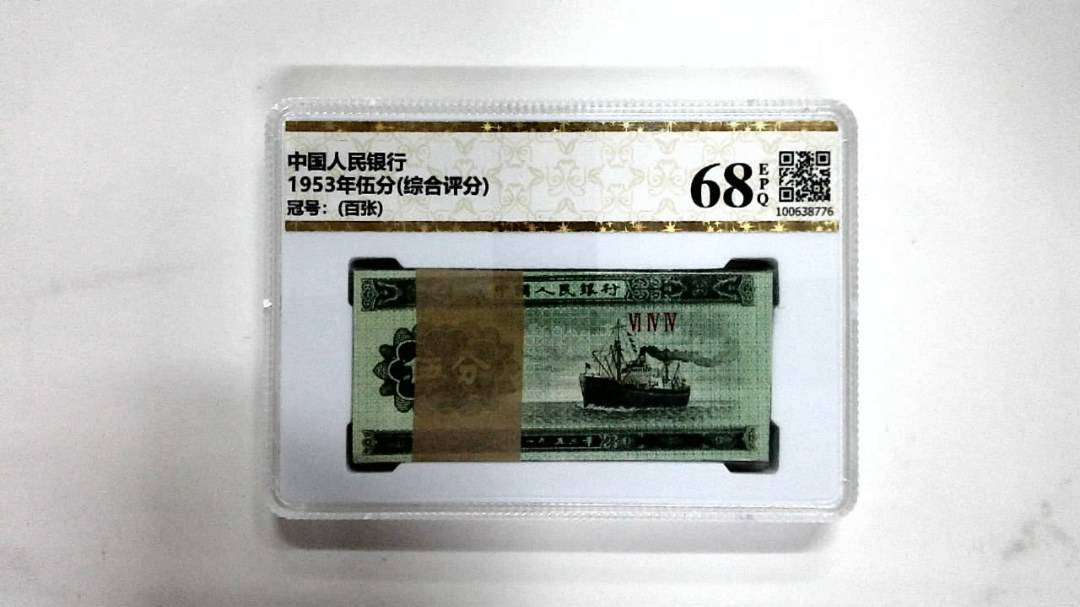 中国人民银行
1953年伍分(综合评分)
冠号：(百张)
68
EPQ
100638776
国人民银行
VI IV IV